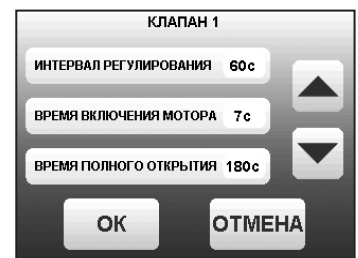 КЛАПАН 1
ИНТЕРВАЛ РЕГУЛИРОВАНИЯ 60с
ВРЕМЯ ВКЛЮЧЕНИЯ МОТОРА 7с
ВРЕМЯ ПОЛНОГО ОТКРЫТИЯ 180с
ОК ОТМЕНА